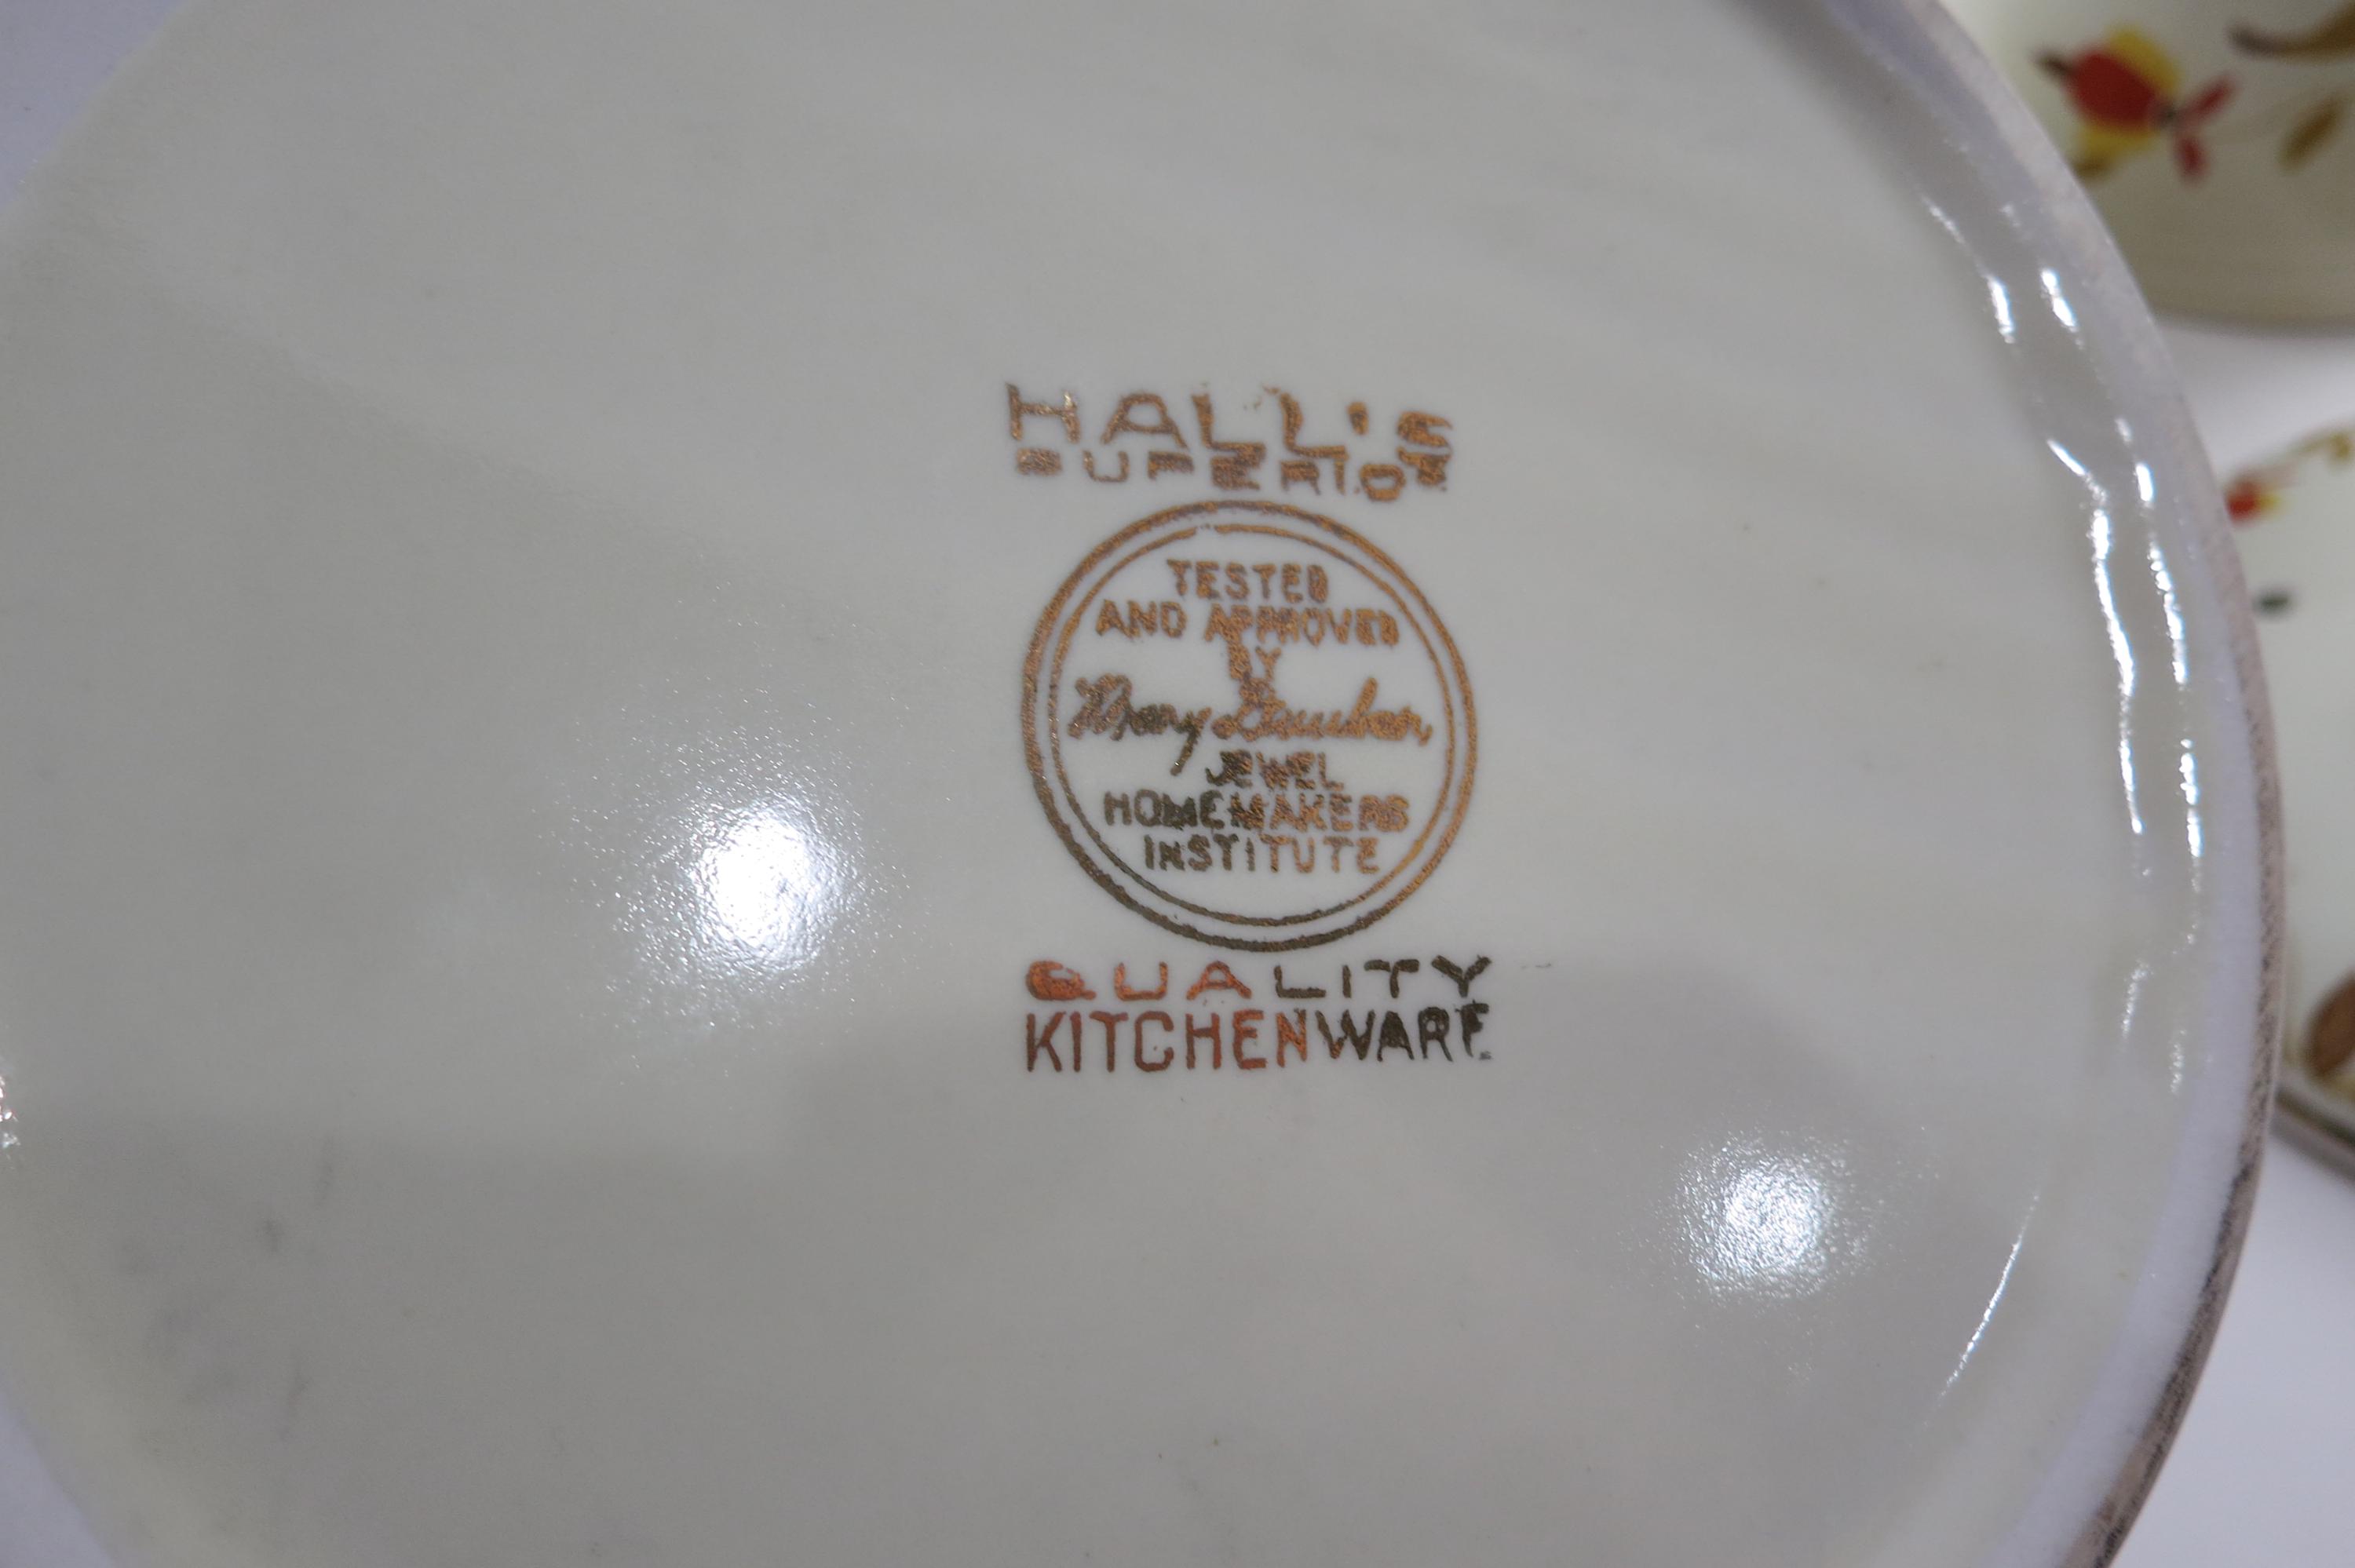 HALL'S
SUPERIOR
TESTED
AND APPROVED
BY
Mary Dunbar,
JEWEL
HOMEMAKERS
INSTITUTE
QUALITY
KITCHENWARE